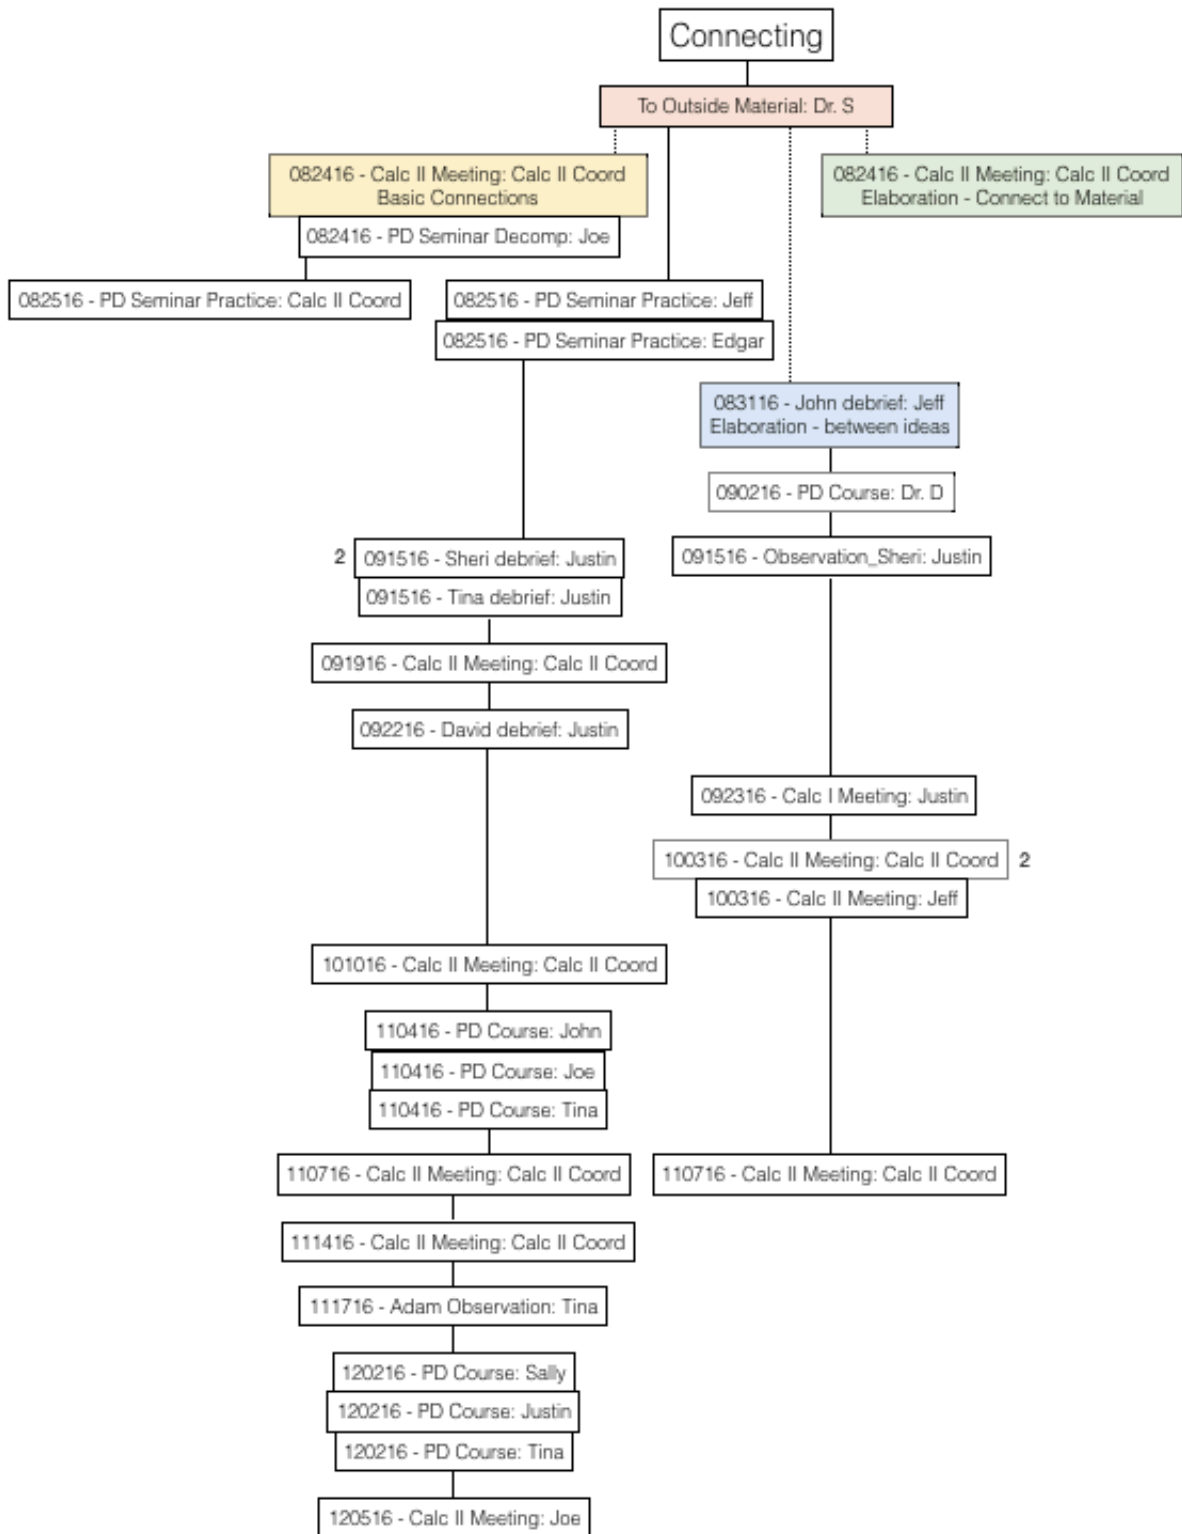 Connecting
To Outside Material: Dr. S
082416 - Calc II Meeting: Calc II Coord
Basic Connections
082416 - Calc II Meeting: Calc II Coord
Elaboration - Connect to Material
082416 - PD Seminar Decomp: Joe
082516 - PD Seminar Practice: Calc II Coord
082516 - PD Seminar Practice: Jeff
082516 - PD Seminar Practice: Edgar
083116 - John debrief: Jeff
Elaboration - between ideas
090216 - PD Course: Dr. D
2 091516 - Sheri debrief: Justin
091516 - Observation_Sheri: Justin
091516 - Tina debrief: Justin
091916 - Calc II Meeting: Calc II Coord
092216 - David debrief: Justin
092316 - Calc I Meeting: Justin
100316 - Calc II Meeting: Calc II Coord 2
100316 - Calc II Meeting: Jeff
101016 - Calc II Meeting: Calc II Coord
110416 - PD Course: John
110416 - PD Course: Joe
110416 - PD Course: Tina
110716 - Calc II Meeting: Calc II Coord
110716 - Calc II Meeting: Calc II Coord
111416 - Calc II Meeting: Calc II Coord
111716 - Adam Observation: Tina
120216 - PD Course: Sally
120216 - PD Course: Justin
120216 - PD Course: Tina
120516 - Calc II Meeting: Joe